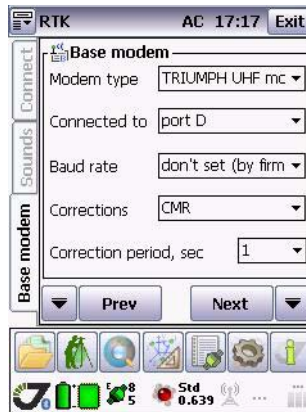 RTK AC 17:17 Exit
Connect
Sounds
Base modem
Base modem
Modem type TRIUMPH UHF mc
Connected to port D
Baud rate don't set (by firm
Corrections CMR
Correction period, sec 1
Prev Next
7 0 8 5 Std 0.639 ...